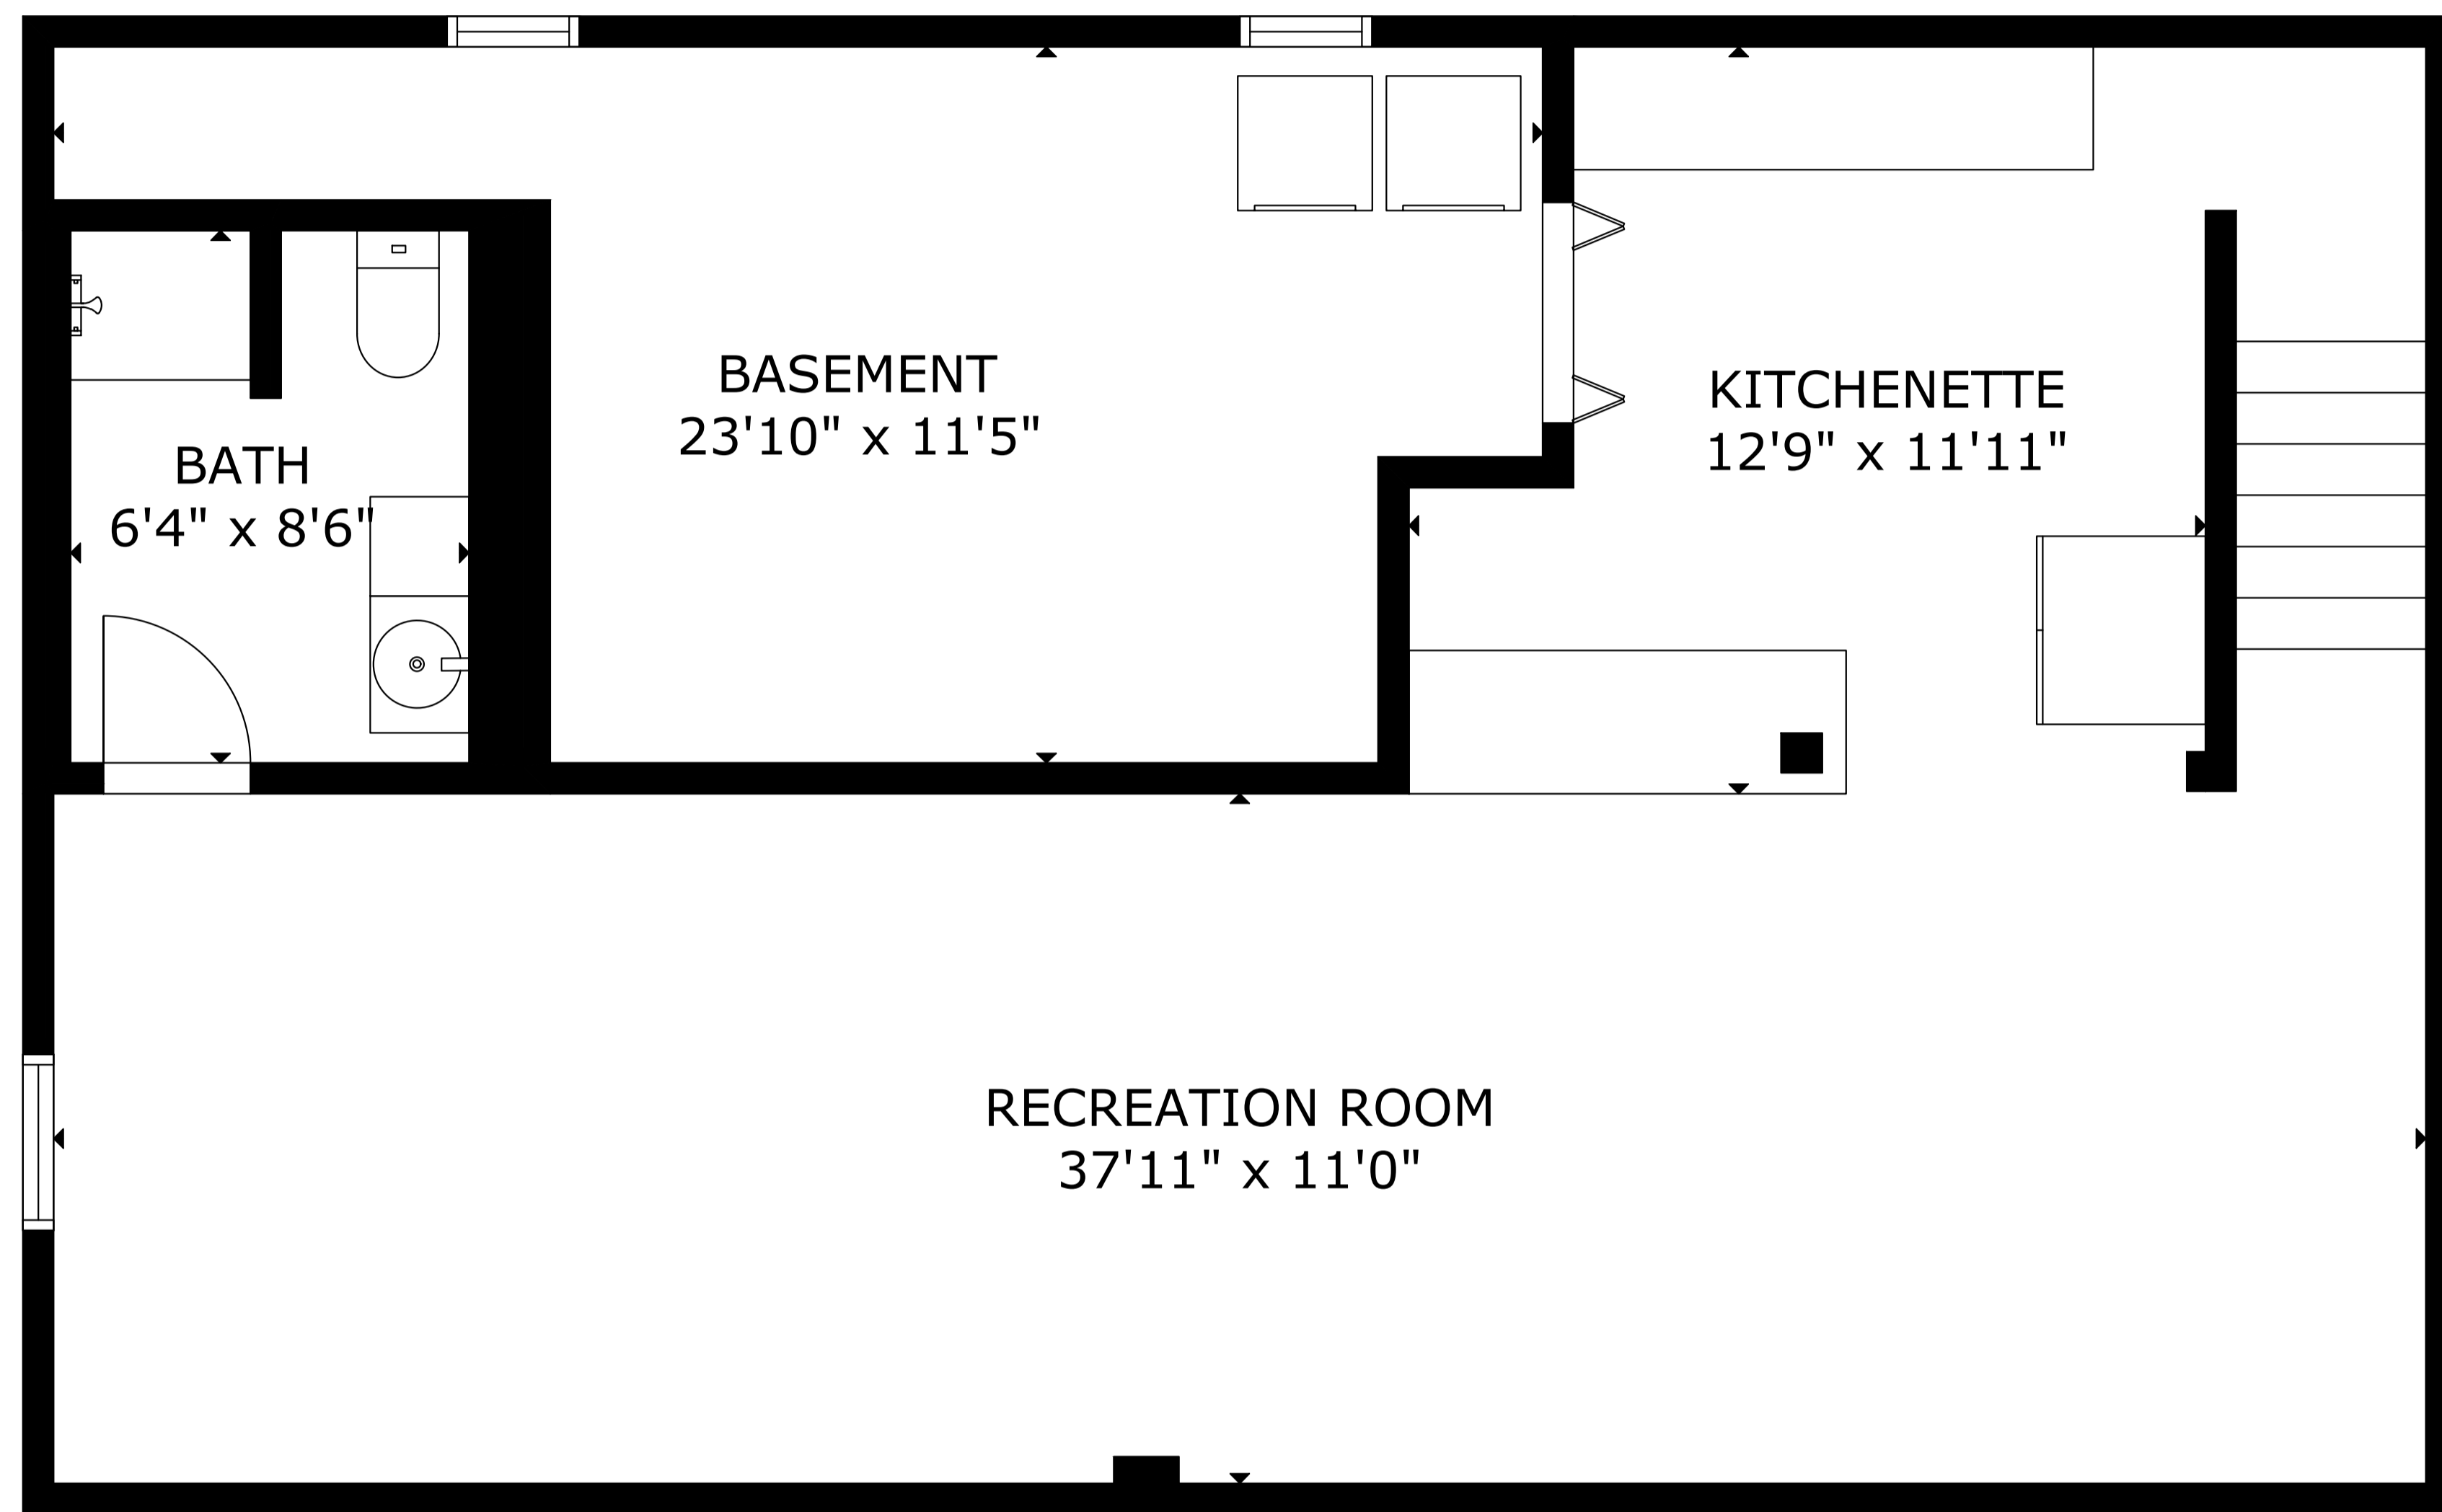 BASEMENT
23'10" x 11'5"
KITCHENETTE
12'9" x 11'11"
BATH
6'4" x 8'6"
RECREATION ROOM
37'11" x 11'0"